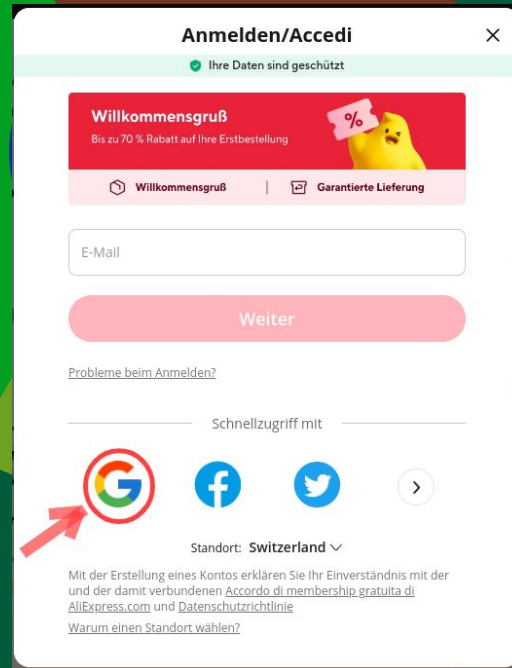 Anmelden/Accedi
Ihre Daten sind geschützt
Willkommensgruß
Bis zu 70 % Rabatt auf Ihre Erstbestellung
%
Willkommensgruß | Garantierte Lieferung
E-Mail
Weiter
Probleme beim Anmelden?
Schnellzugriff mit
Standort: Switzerland
Mit der Erstellung eines Kontos erklären Sie Ihr Einverständnis mit der
und der damit verbundenen Accordo di membership gratuita di
AliExpress.com und Datenschutzrichtlinie
Warum einen Standort wählen?